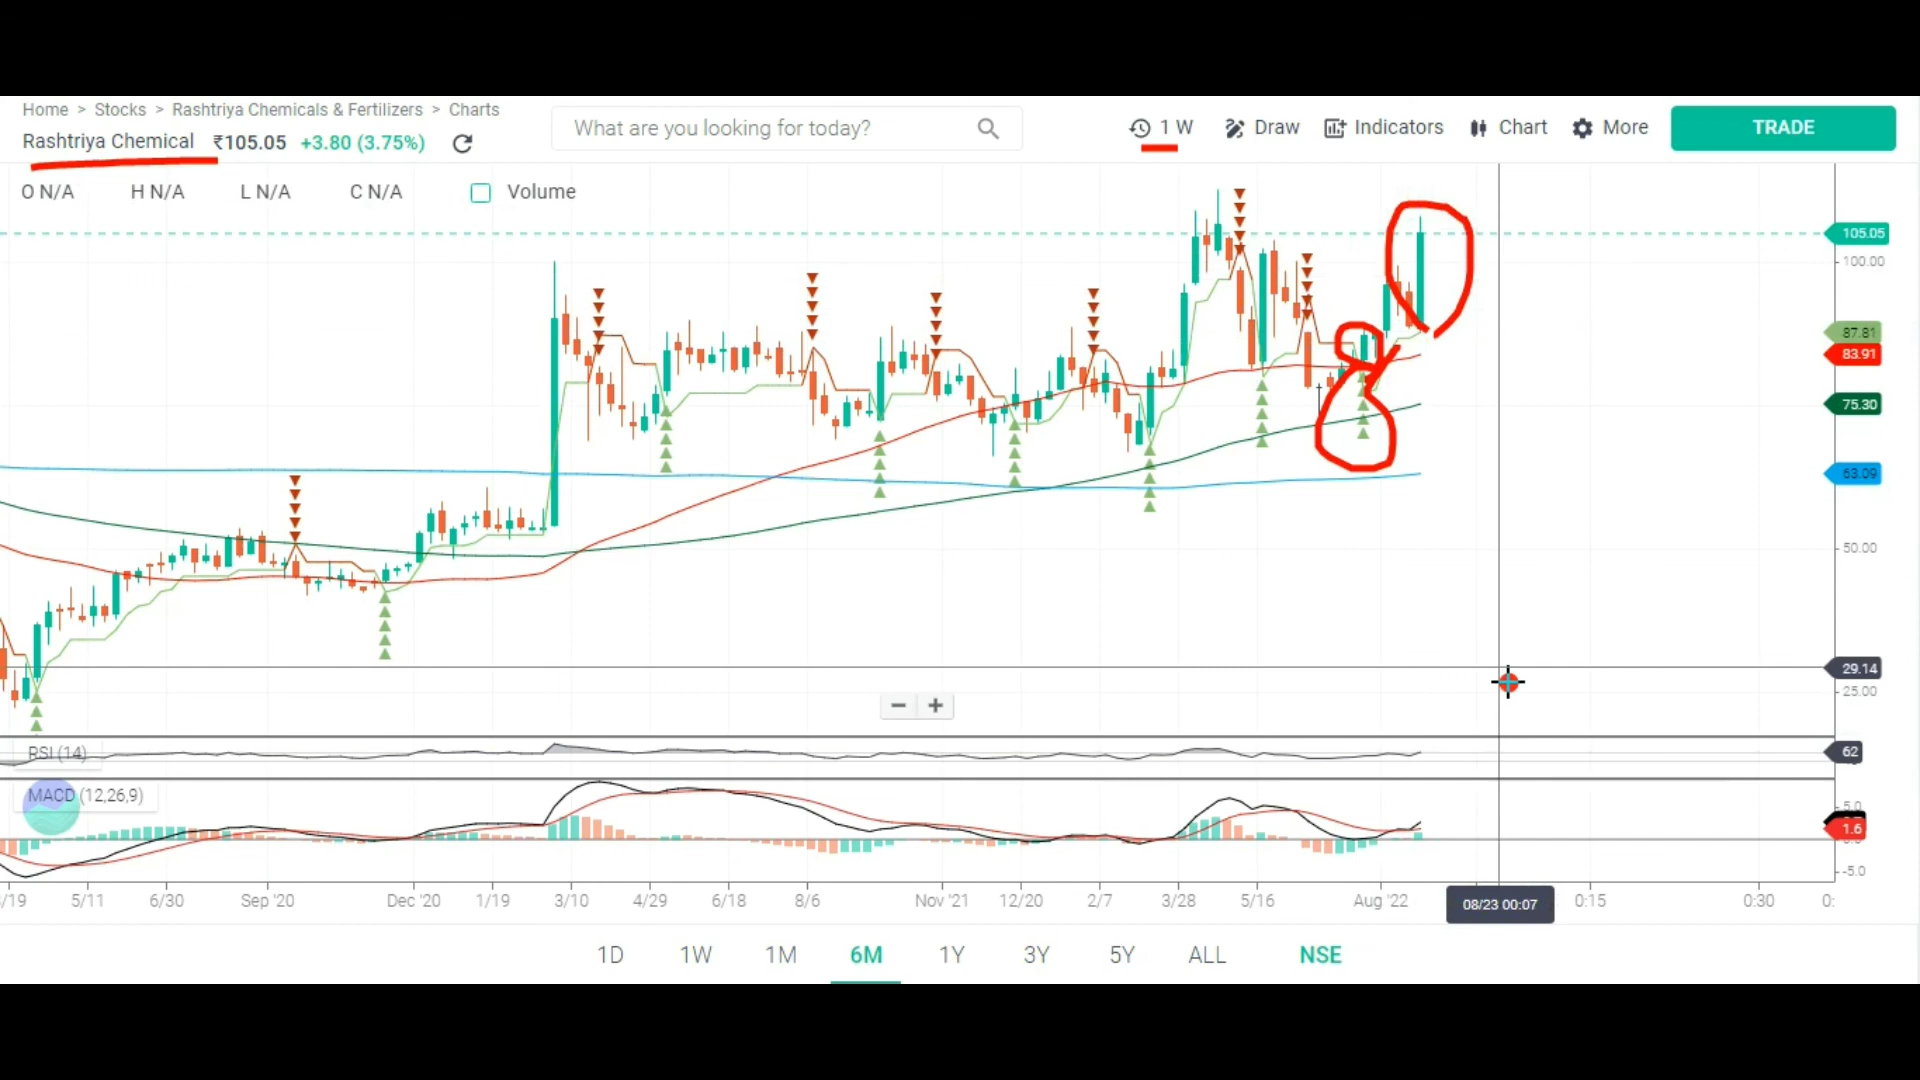 Home > Stocks > Rashtriya Chemicals & Fertilizers > Charts
Rashtriya Chemical ₹105.05 +3.80 (3.75%)
What are you looking for today?
1 W Draw Indicators Chart More TRADE
O N/A H N/A L N/A C N/A Volume
105.05
100.00
87.81
83.91
75.30
63.09
50.00
29.14
25.00
− +
RSI (14)
62
MACD (12,26,9)
5.0
1.6
-5.0
/19 5/11 6/30 Sep '20 Dec '20 1/19 3/10 4/29 6/18 8/6 Nov '21 12/20 2/7 3/28 5/16 Aug '22 08/23 00:07 0:15 0:30 0:
1D 1W 1M 6M 1Y 3Y 5Y ALL NSE